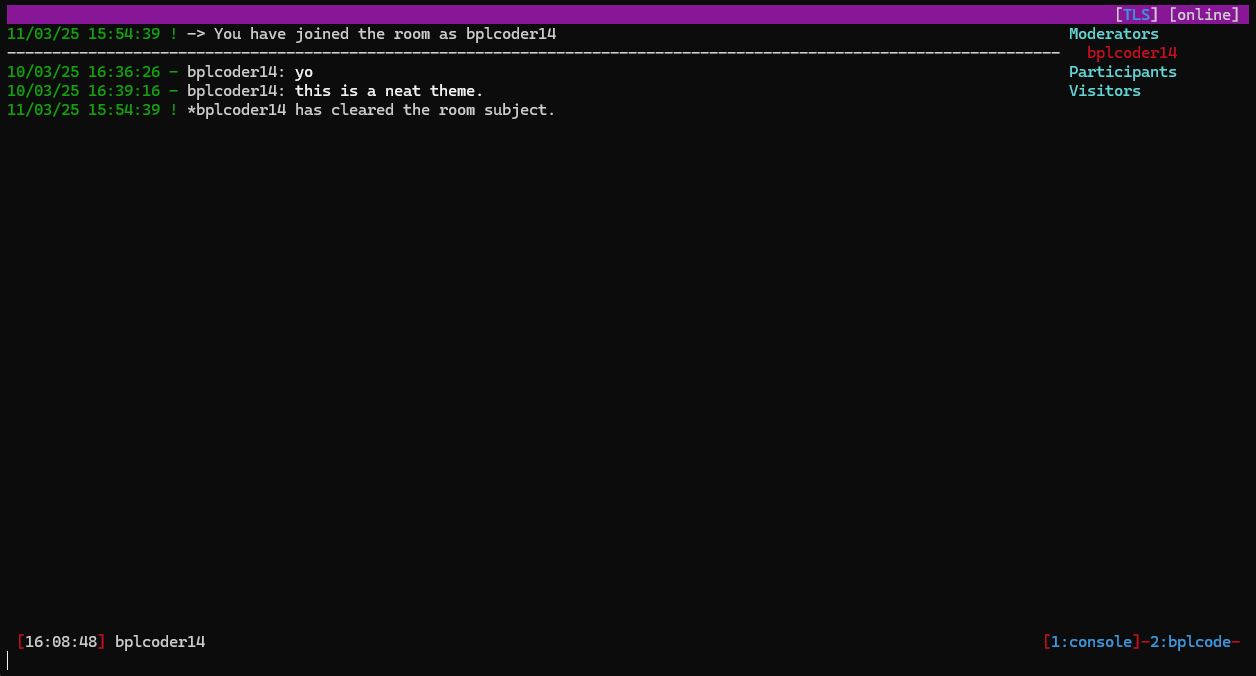 [TLS] [online]
11/03/25 15:54:39 ! -> You have joined the room as bplcoder14
Moderators
bplcoder14
10/03/25 16:36:26 - bplcoder14: yo
Participants
10/03/25 16:39:16 - bplcoder14: this is a neat theme.
Visitors
11/03/25 15:54:39 ! *bplcoder14 has cleared the room subject.
[16:08:48] bplcoder14
[1:console]-2:bplcode-